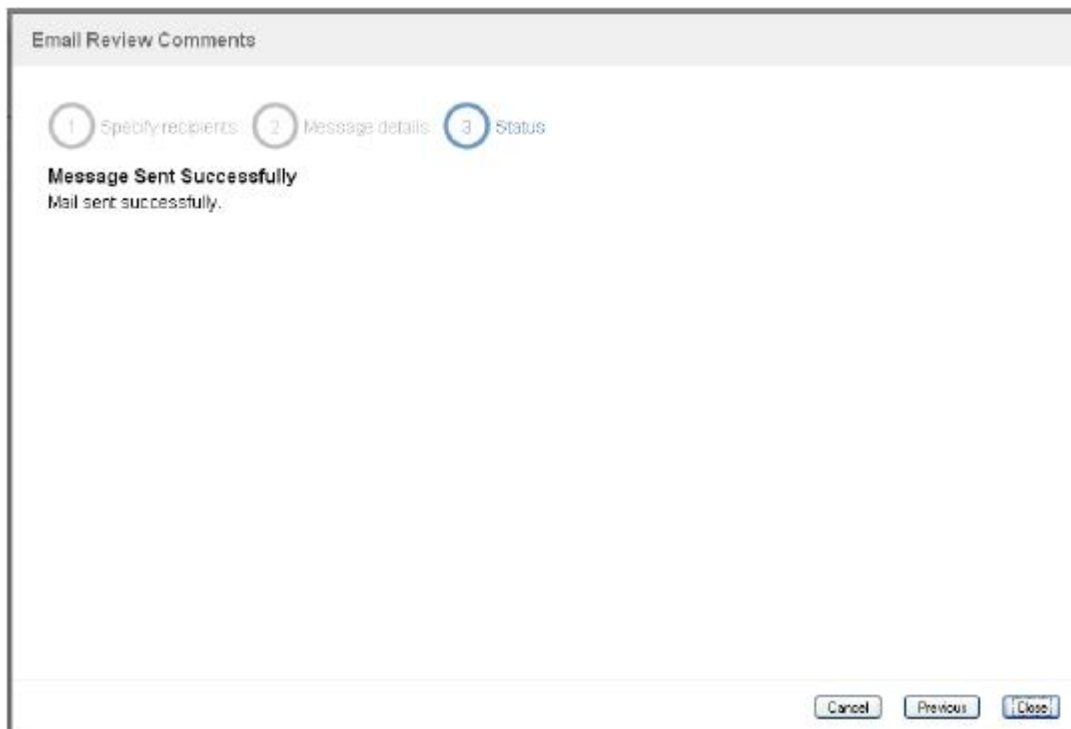 Email Review Comments
1 Specify recipients 2 Message details 3 Status
Message Sent Successfully
Mail sent successfully.
Cancel Previous Close